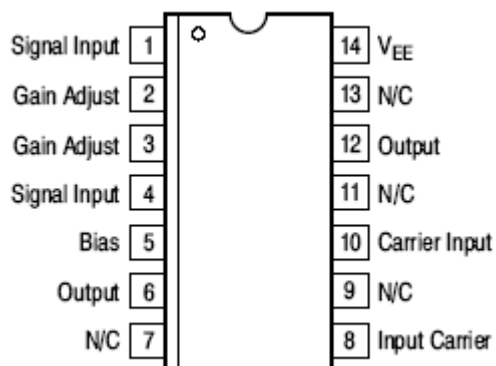 Signal Input 1
Gain Adjust 2
Gain Adjust 3
Signal Input 4
Bias 5
Output 6
N/C 7
14 VEE
13 N/C
12 Output
11 N/C
10 Carrier Input
9 N/C
8 Input Carrier